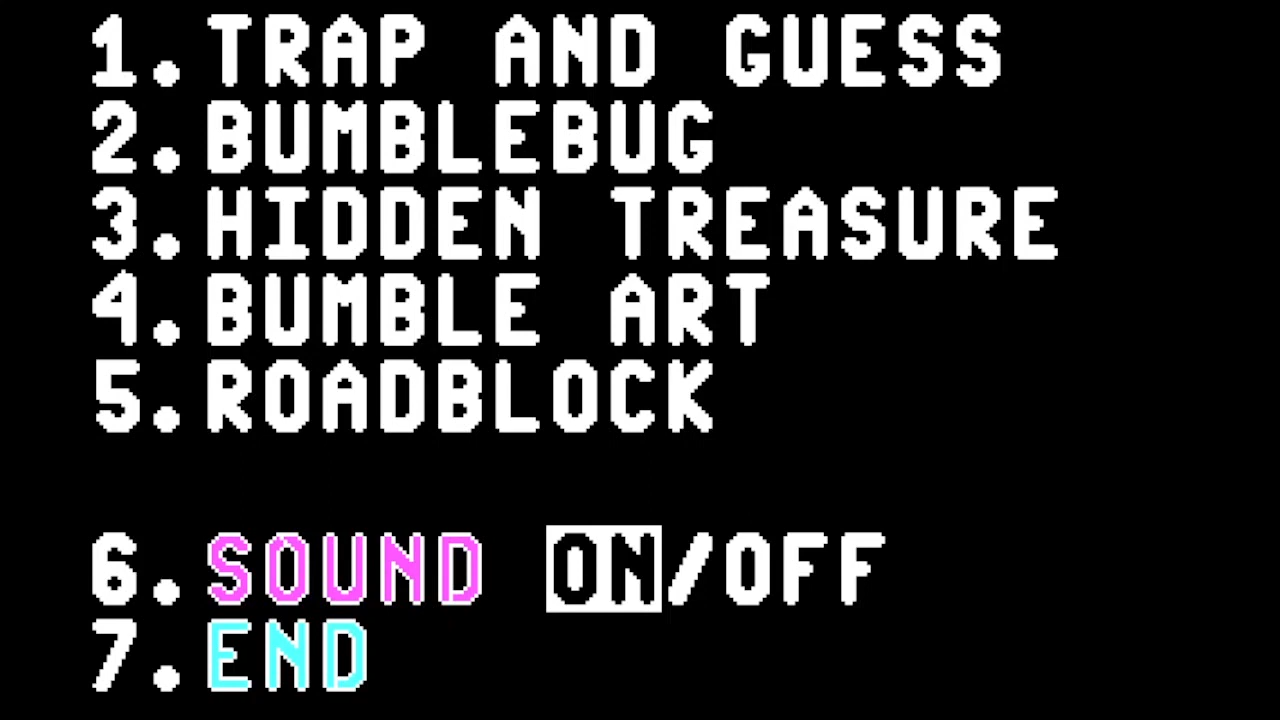 1.TRAP AND GUESS
2.BUMBLEBUG
3.HIDDEN TREASURE
4.BUMBLE ART
5.ROADBLOCK
6.SOUND ON/OFF
7.END